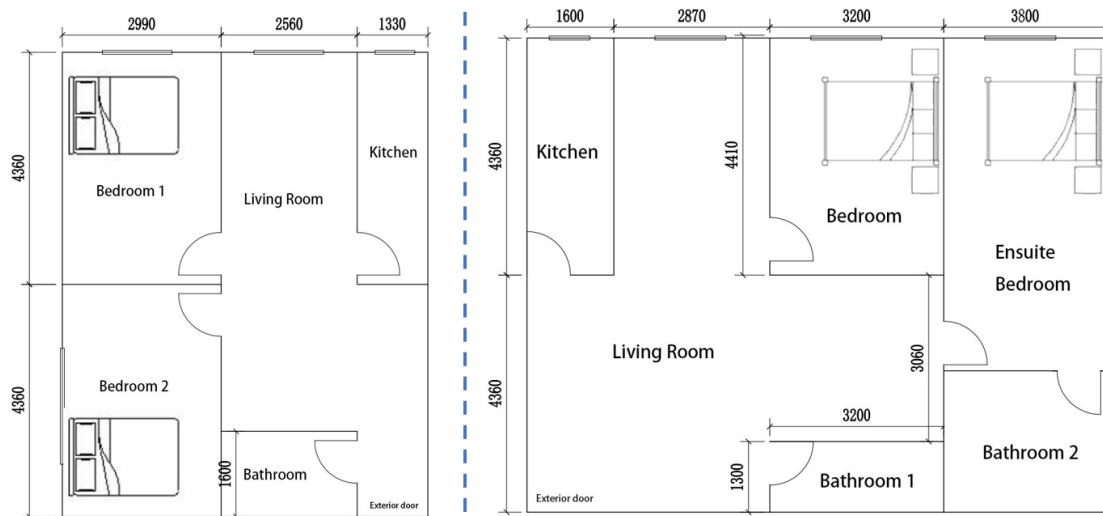 2990
2560
1330
4360
Bedroom 1
Living Room
Kitchen
4360
Bedroom 2
1600
Bathroom
Exterior door
1600
2870
3200
3800
4360
Kitchen
4410
Bedroom
Ensuite
Bedroom
4360
Living Room
3060
3200
1300
Bathroom 1
Bathroom 2
Exterior door